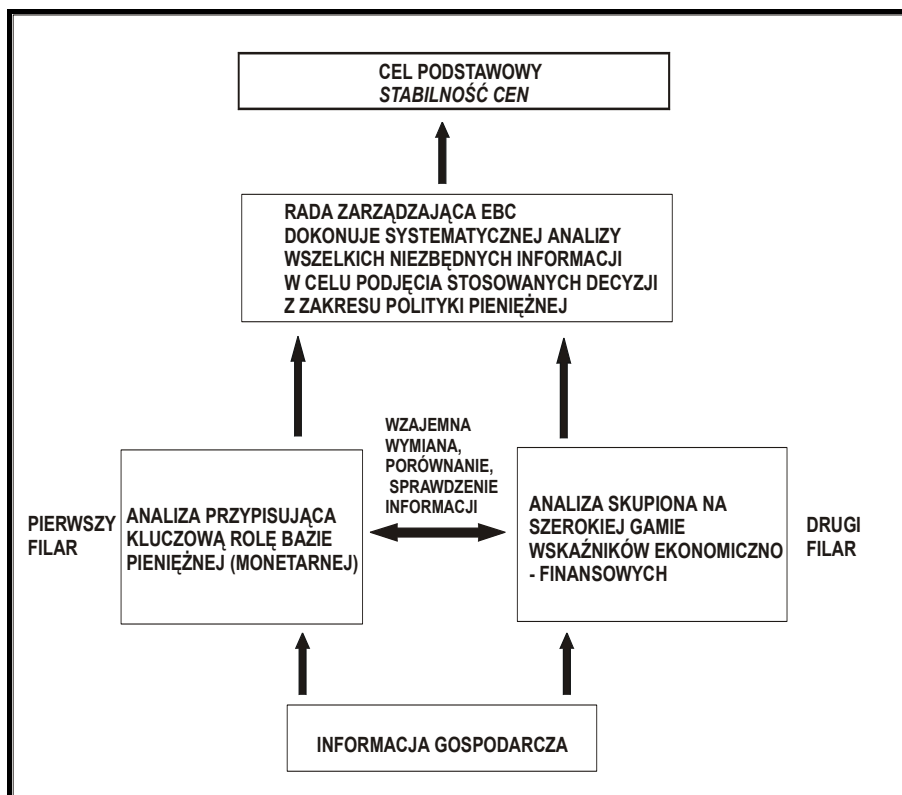 CEL PODSTAWOWY
STABILNOŚĆ CEN
RADA ZARZĄDZAJĄCA EBC
DOKONUJE SYSTEMATYCZNEJ ANALIZY
WSZELKICH NIEZBĘDNYCH INFORMACJI
W CELU PODJĘCIA STOSOWANYCH DECYZJI
Z ZAKRESU POLITYKI PIENIĘŻNEJ
WZAJEMNA
WYMIANA,
PORÓWNANIE,
SPRAWDZENIE
INFORMACJI
PIERWSZY
FILAR
ANALIZA PRZYPISUJĄCA
KLUCZOWĄ ROLĘ BAZIE
PIENIĘŻNEJ (MONETARNEJ)
ANALIZA SKUPIONA NA
SZEROKIEJ GAMIE
WSKAŹNIKÓW EKONOMICZNO
- FINANSOWYCH
DRUGI
FILAR
INFORMACJA GOSPODARCZA